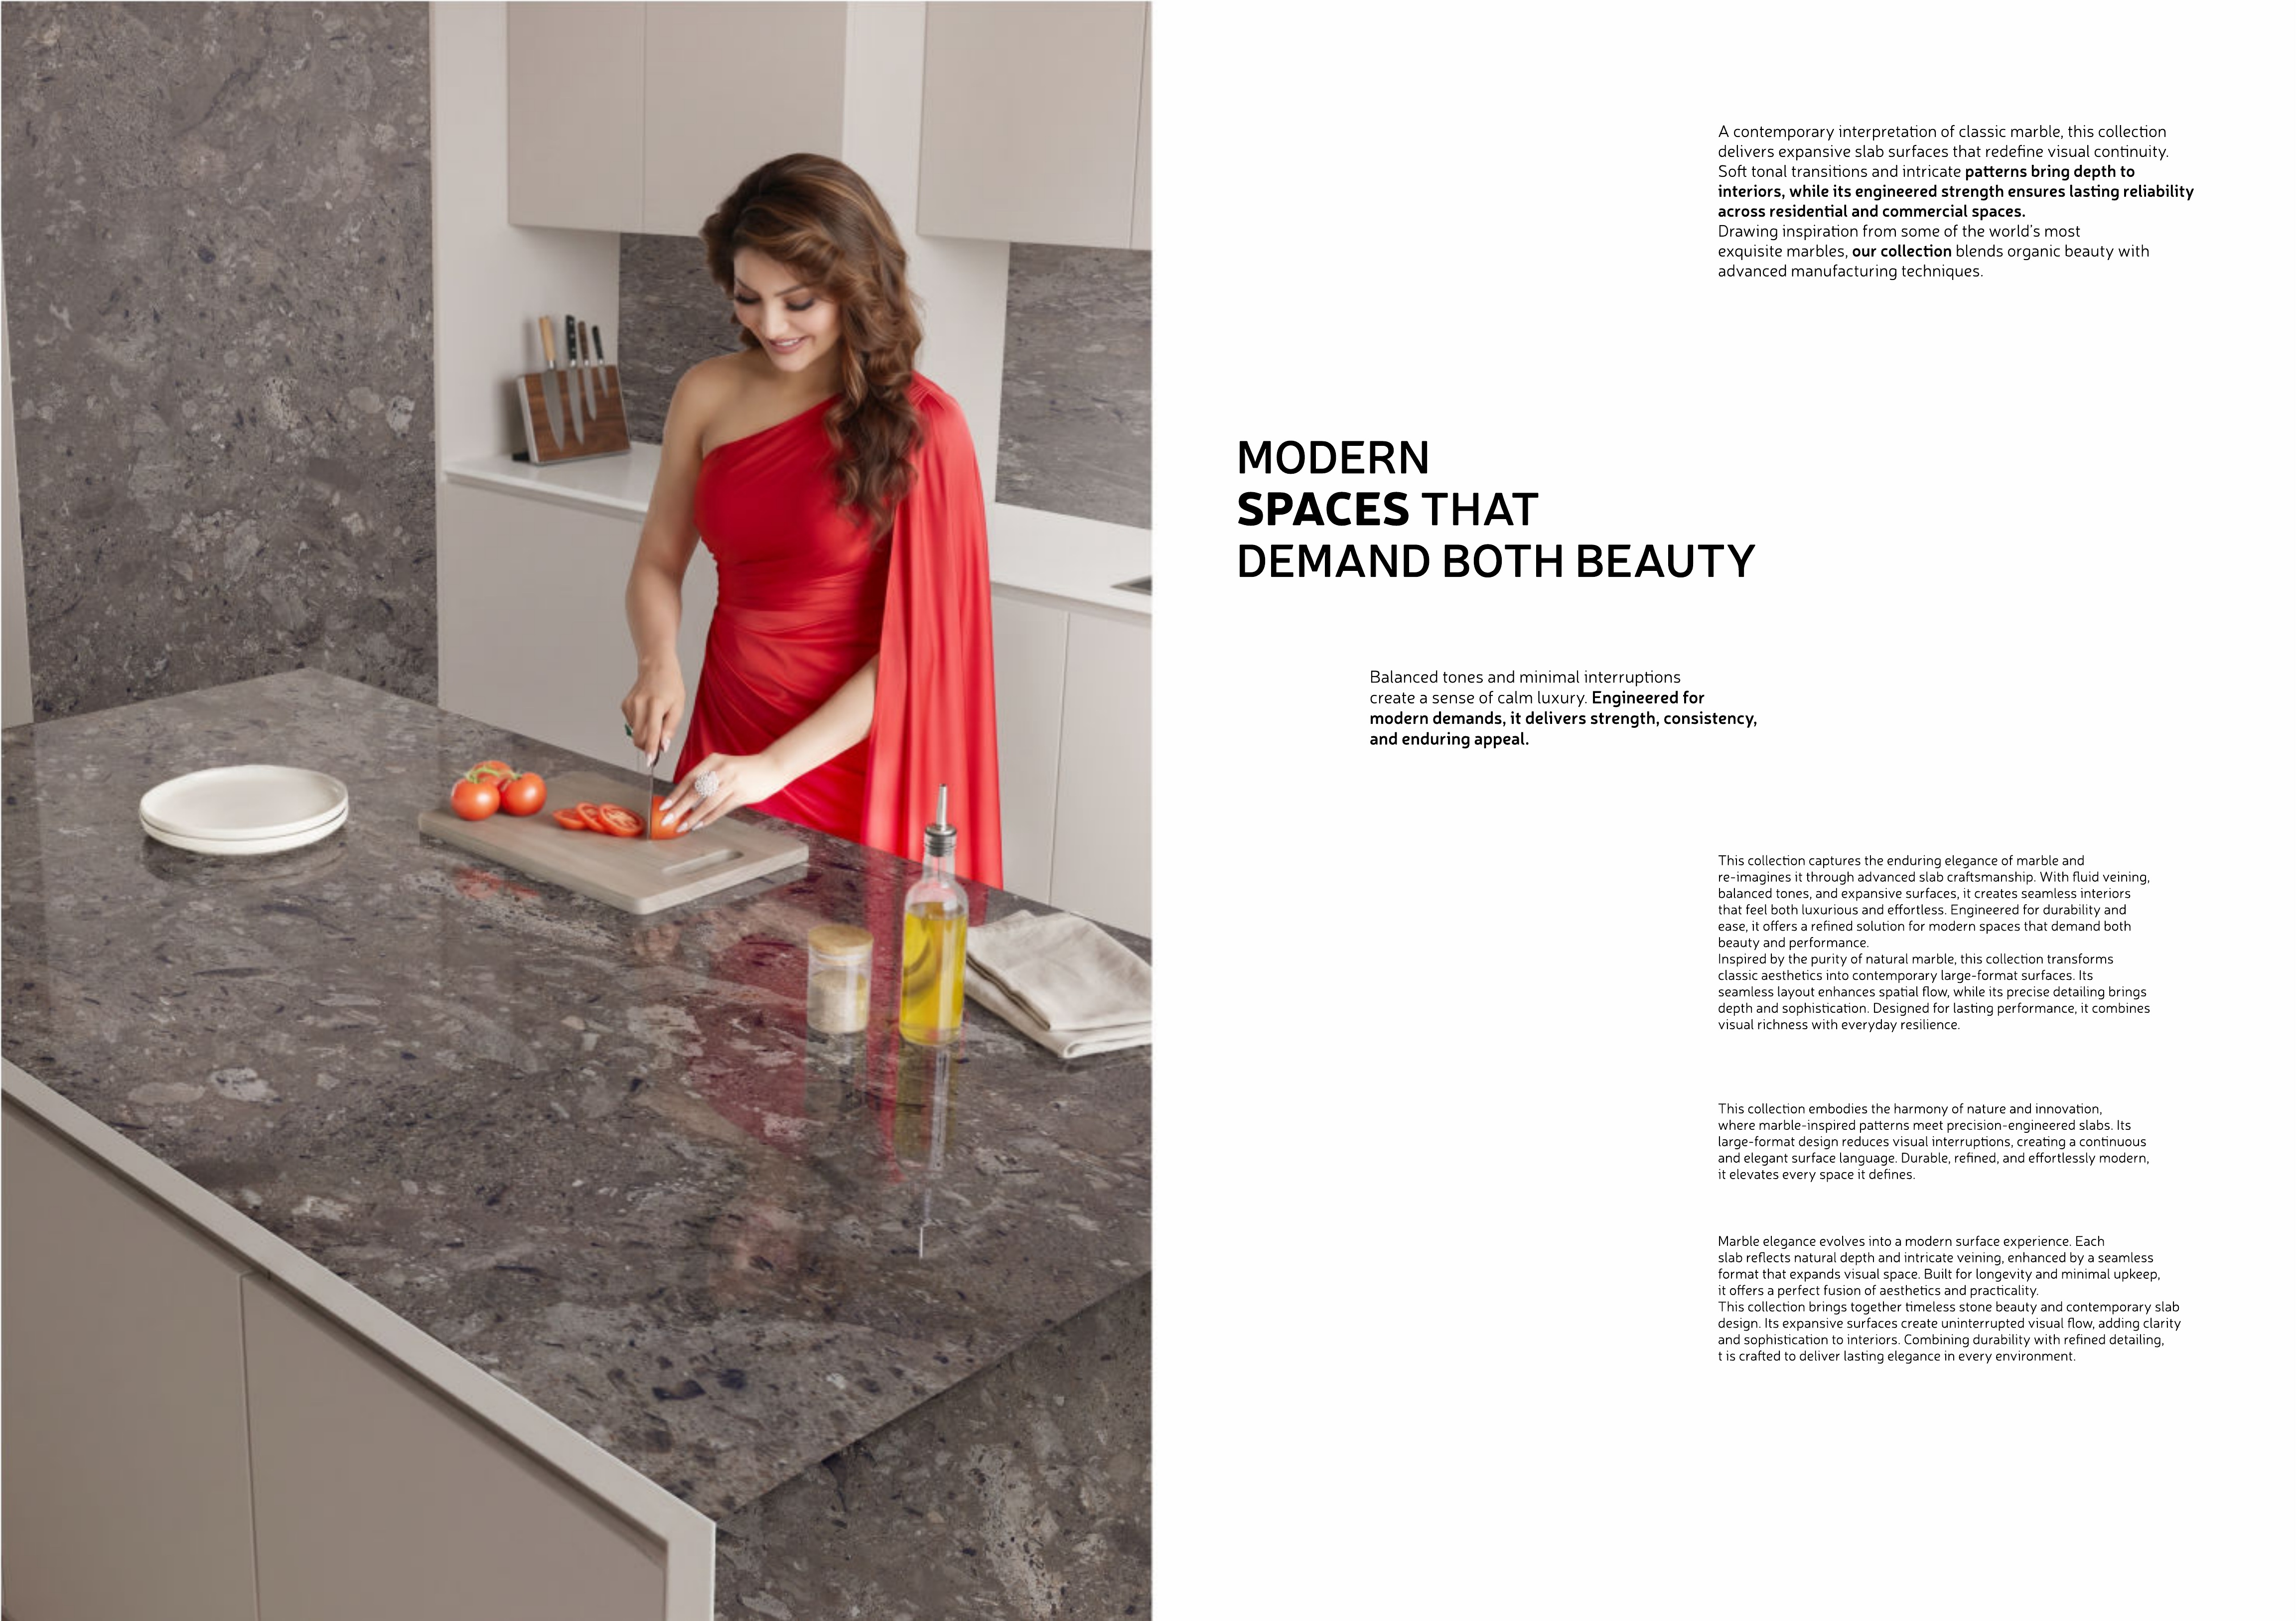 A contemporary interpretation of classic marble, this collection
delivers expansive slab surfaces that redefine visual continuity.
Soft tonal transitions and intricate patterns bring depth to
interiors, while its engineered strength ensures lasting reliability
across residential and commercial spaces.
Drawing inspiration from some of the world's most
exquisite marbles, our collection blends organic beauty with
advanced manufacturing techniques.
MODERN
SPACES THAT
DEMAND BOTH BEAUTY
Balanced tones and minimal interruptions
create a sense of calm luxury. Engineered for
modern demands, it delivers strength, consistency,
and enduring appeal.
This collection captures the enduring elegance of marble and
re-imagines it through advanced slab craftsmanship. With fluid veining,
balanced tones, and expansive surfaces, it creates seamless interiors
that feel both luxurious and effortless. Engineered for durability and
ease, it offers a refined solution for modern spaces that demand both
beauty and performance.
Inspired by the purity of natural marble, this collection transforms
classic aesthetics into contemporary large-format surfaces. Its
seamless layout enhances spatial flow, while its precise detailing brings
depth and sophistication. Designed for lasting performance, it combines
visual richness with everyday resilience.
This collection embodies the harmony of nature and innovation,
where marble-inspired patterns meet precision-engineered slabs. Its
large-format design reduces visual interruptions, creating a continuous
and elegant surface language. Durable, refined, and effortlessly modern,
it elevates every space it defines.
Marble elegance evolves into a modern surface experience. Each
slab reflects natural depth and intricate veining, enhanced by a seamless
format that expands visual space. Built for longevity and minimal upkeep,
it offers a perfect fusion of aesthetics and practicality.
This collection brings together timeless stone beauty and contemporary slab
design. Its expansive surfaces create uninterrupted visual flow, adding clarity
and sophistication to interiors. Combining durability with refined detailing,
t is crafted to deliver lasting elegance in every environment.